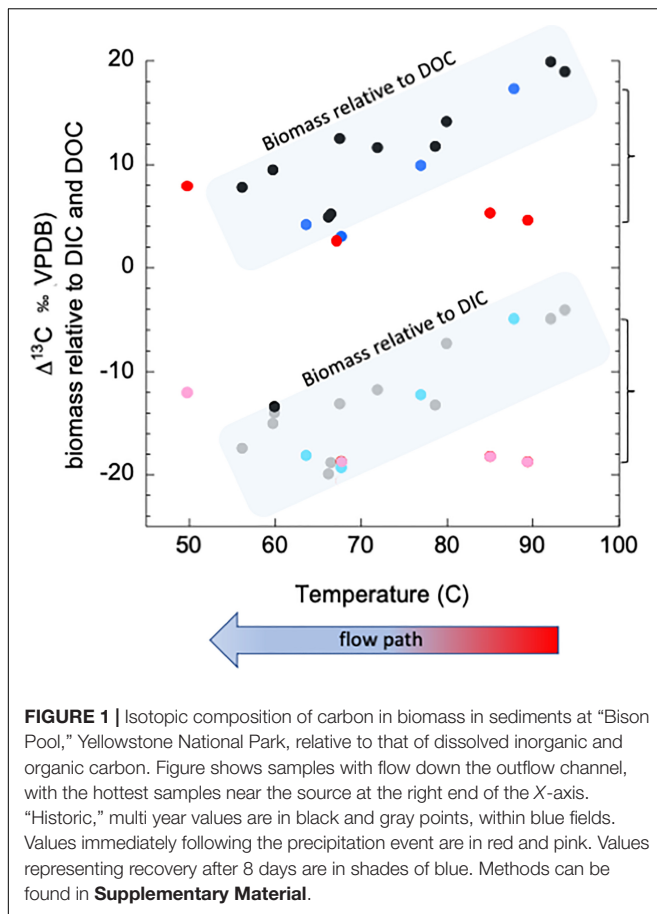 20
10
0
-10
-20
Δ13C ‰ VPDB)
biomass relative to DIC and DOC
Biomass relative to DOC
Biomass relative to DIC
50 60 70 80 90 100
Temperature (C)
flow path
FIGURE 1 | Isotopic composition of carbon in biomass in sediments at “Bison
Pool,” Yellowstone National Park, relative to that of dissolved inorganic and
organic carbon. Figure shows samples with flow down the outflow channel,
with the hottest samples near the source at the right end of the X-axis.
“Historic,” multi year values are in black and gray points, within blue fields.
Values immediately following the precipitation event are in red and pink. Values
representing recovery after 8 days are in shades of blue. Methods can be
found in Supplementary Material.